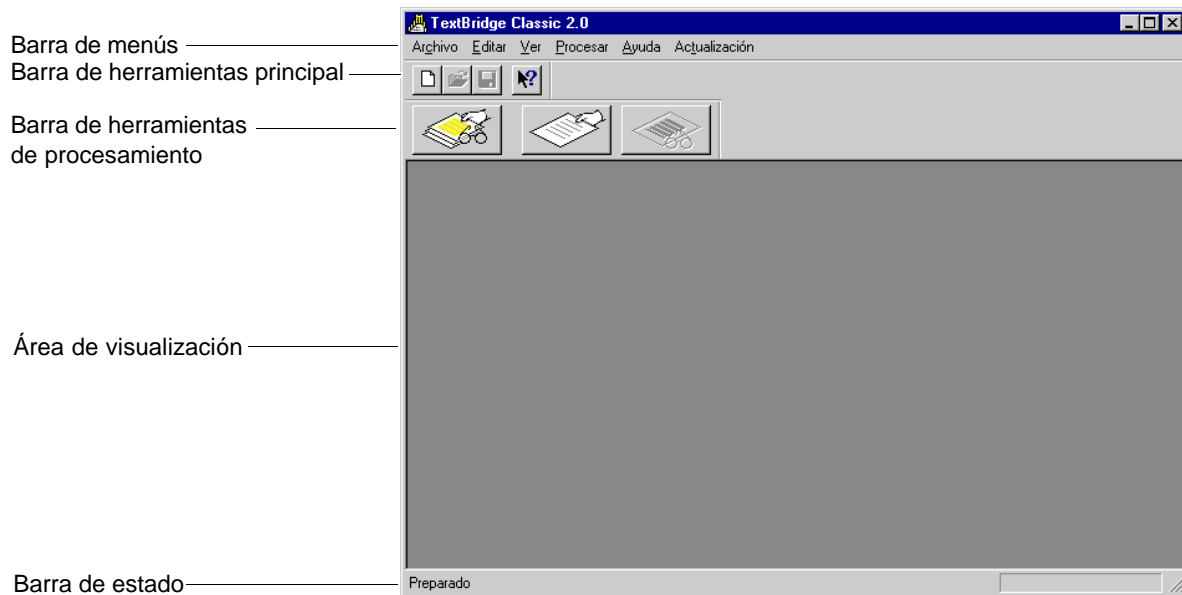 TextBridge Classic 2.0
Barra de menús
Archivo Editar Ver Procesar Ayuda Actualización
Barra de herramientas principal
Barra de herramientas
de procesamiento
Área de visualización
Barra de estado
Preparado